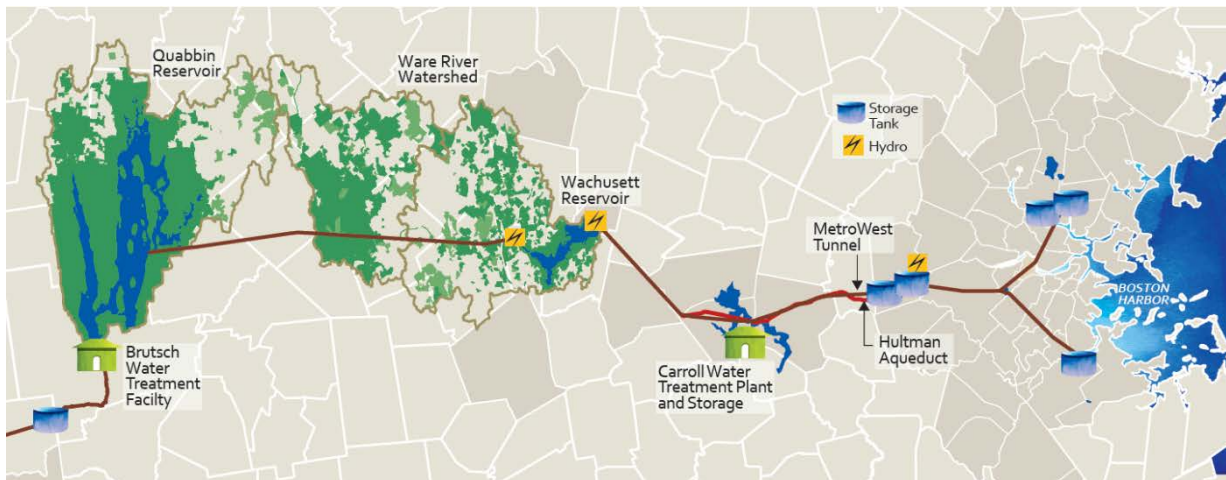 Quabbin
Reservoir
Ware River
Watershed
Storage
Tank
Hydro
Wachusett
Reservoir
MetroWest
Tunnel
BOSTON
HARBOR
Brutsch
Water
Treatment
Facilty
Carroll Water
Treatment Plant
and Storage
Hultman
Aqueduct